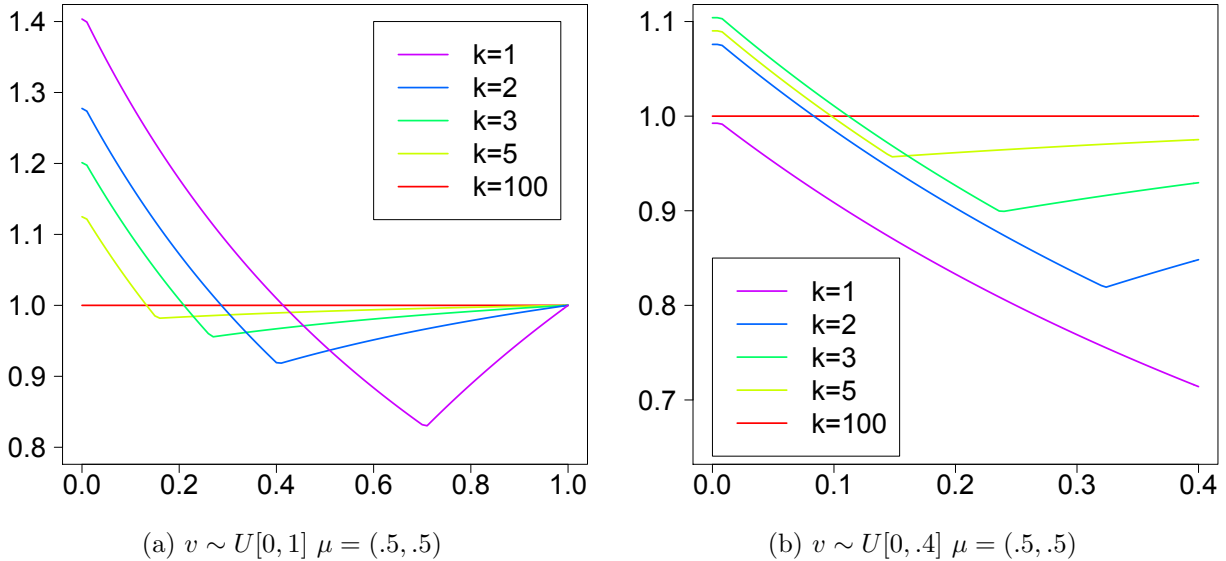 1.4
1.3
1.2
1.1
1.0
0.9
0.8
k=1
k=2
k=3
k=5
k=100
0.0 0.2 0.4 0.6 0.8 1.0
(a) v ∼ U[0, 1] μ = (.5, .5)
1.1
1.0
0.9
0.8
0.7
k=1
k=2
k=3
k=5
k=100
0.0 0.1 0.2 0.3 0.4
(b) v ∼ U[0, .4] μ = (.5, .5)